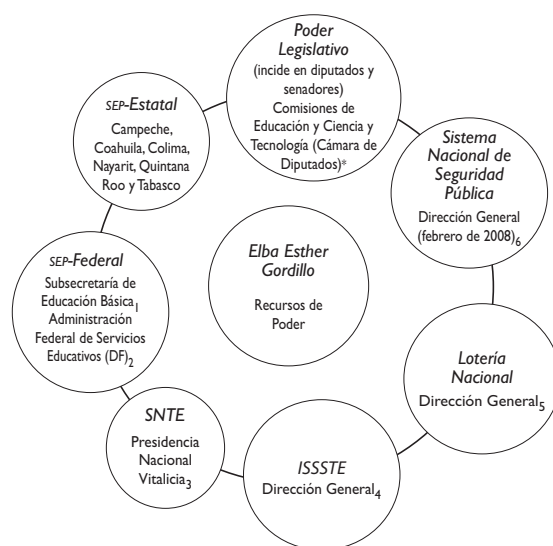 Poder
Legislativo
(incide en diputados y
senadores)
Comisiones de
Educación y Ciencia y
Tecnología (Cámara de
Diputados)*
SEP-Estatal
Campeche,
Coahuila, Colima,
Nayarit, Quintana
Roo y Tabasco
Sistema
Nacional de
Seguridad
Pública
Dirección General
(febrero de 2008)6
SEP-Federal
Subsecretaría de
Educación Básica1
Administración
Federal de Servicios
Educativos (DF)2
Elba Esther
Gordillo
Recursos de
Poder
Lotería
Nacional
Dirección General5
SNTE
Presidencia
Nacional
Vitalicia3
ISSSTE
Dirección General4